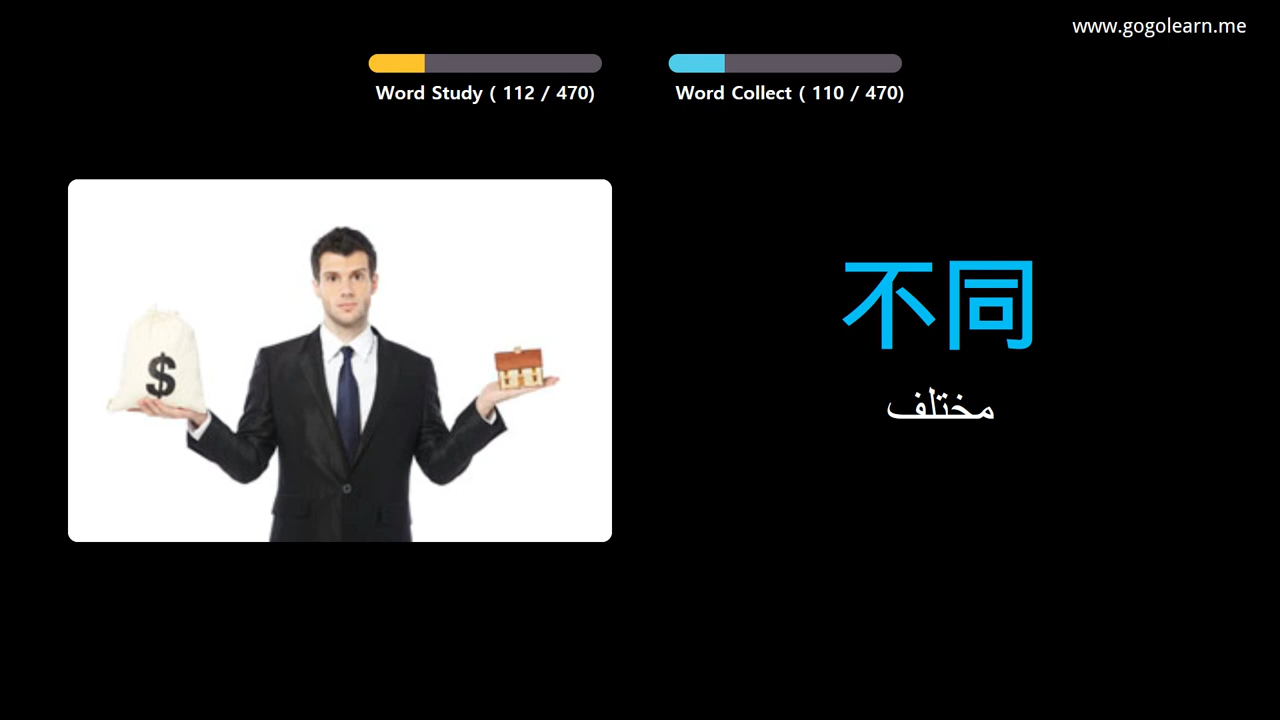 www.gogolearn.me
Word Study ( 112 / 470)
Word Collect ( 110 / 470)
$
不同
مختلف